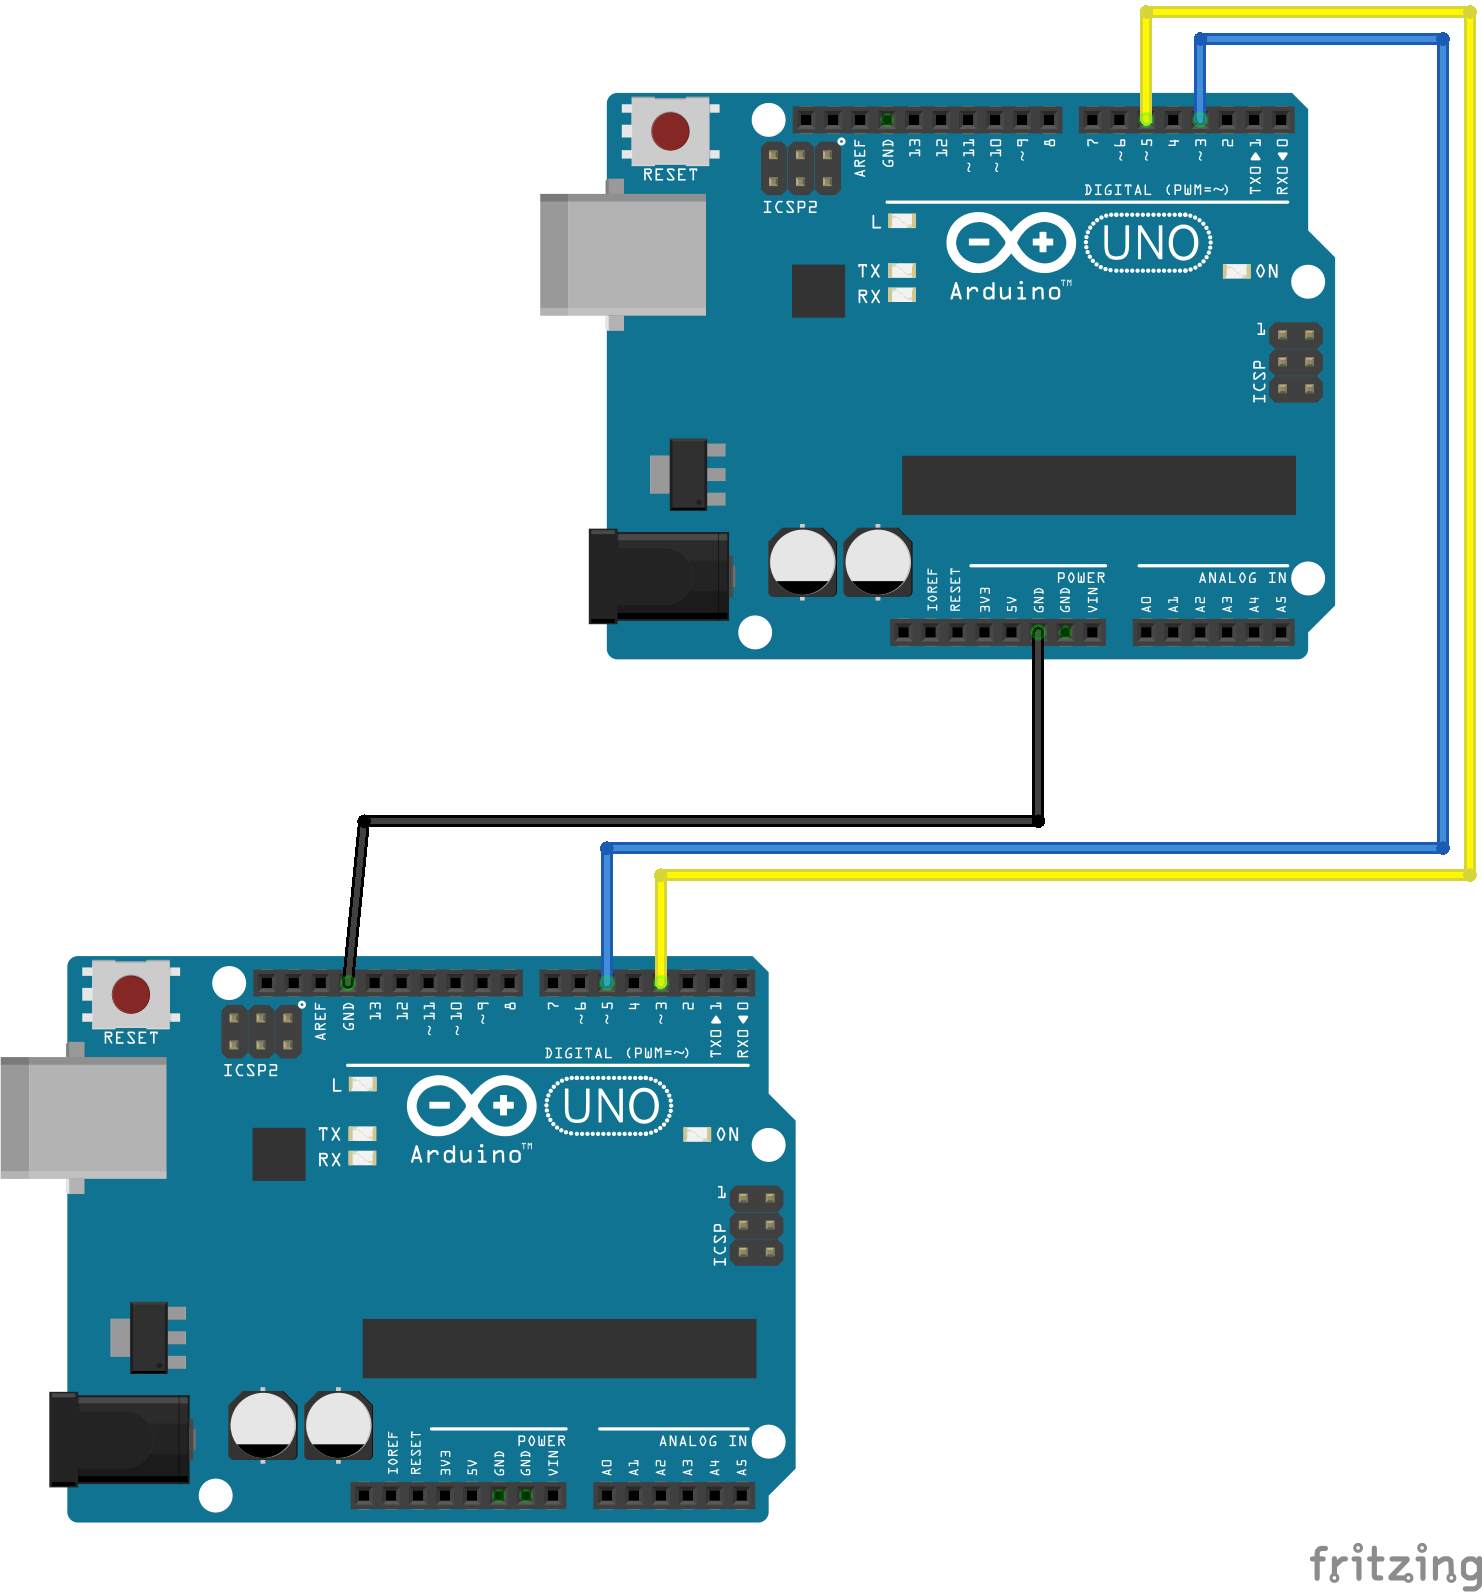 RESET
ICSP2
AREF
GND
13
12
~11
~10
~9
8
7
~6
~5
4
~3
2
TX0▶1
RX0◀0
DIGITAL (PWM=~)
L
TX
RX
UNO
Arduino™
ON
1
ICSP
POWER
ANALOG IN
IOREF
RESET
3V3
5V
GND
GND
VIN
A0
A1
A2
A3
A4
A5
RESET
ICSP2
AREF
GND
13
12
~11
~10
~9
8
7
~6
~5
4
~3
2
TX0▶1
RX0◀0
DIGITAL (PWM=~)
L
TX
RX
UNO
Arduino™
ON
1
ICSP
POWER
ANALOG IN
IOREF
RESET
3V3
5V
GND
GND
VIN
A0
A1
A2
A3
A4
A5
fritzing